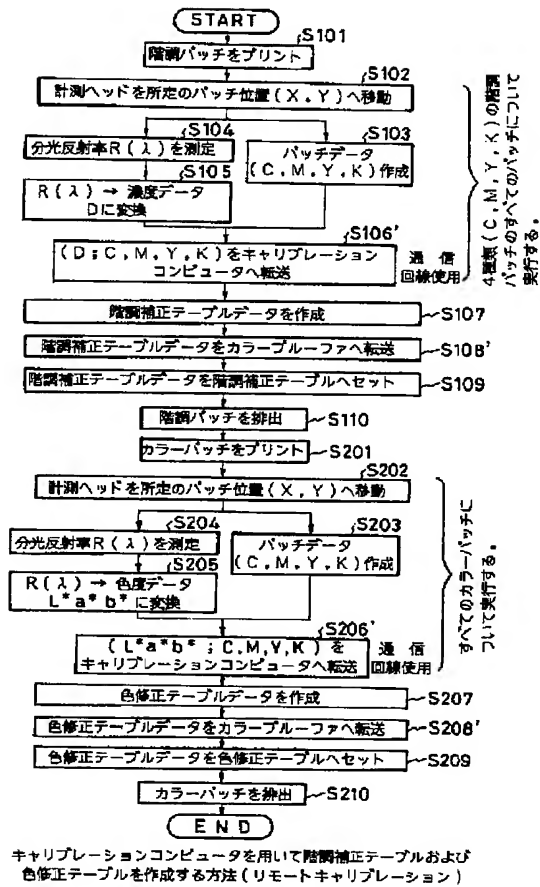 START
S101
階調パッチをプリント
S102
計測ヘッドを所定のパッチ位置(X,Y)へ移動
S104
分光反射率R(λ)を測定
S103
パッチデータ
(C,M,Y,K)作成
S105
R(λ)→濃度データ
Dに変換
4種類(C,M,Y,K)の階調
パッチのすべてのパッチについて
実行する。
S106'
(D;C,M,Y,K)をキャリブレーション
コンピュータへ転送
通信
回線使用
階調補正テーブルデータを作成
S107
階調補正テーブルデータをカラープルーファへ転送
S108'
階調補正テーブルデータを階調補正テーブルへセット
S109
階調パッチを排出
S110
カラーパッチをプリント
S201
S202
計測ヘッドを所定のパッチ位置(X,Y)へ移動
S204
分光反射率R(λ)を測定
S203
パッチデータ
(C,M,Y,K)作成
S205
R(λ)→色度データ
L*a*b*に変換
すべてのカラーパッチに
ついて実行する。
S206'
(L*a*b*;C,M,Y,K)を
キャリブレーションコンピュータへ転送
通信
回線使用
色修正テーブルデータを作成
S207
色修正テーブルデータをカラープルーファへ転送
S208'
色修正テーブルデータを色修正テーブルへセット
S209
カラーパッチを排出
S210
END
キャリブレーションコンピュータを用いて階調補正テーブルおよび
色修正テーブルを作成する方法(リモートキャリブレーション)